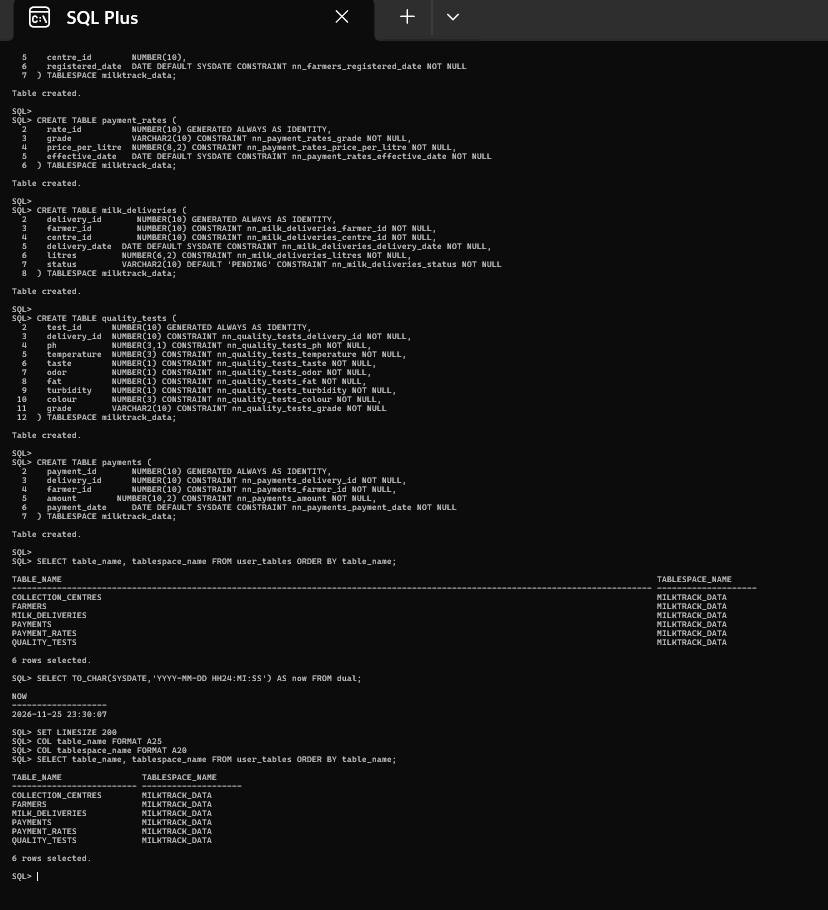 SQL Plus
5    centre_id        NUMBER(10),
6    registered_date  DATE DEFAULT SYSDATE CONSTRAINT nn_farmers_registered_date NOT NULL
7  ) TABLESPACE milktrack_data;
Table created.
SQL>
SQL> CREATE TABLE payment_rates (
2    rate_id          NUMBER(10) GENERATED ALWAYS AS IDENTITY,
3    grade            VARCHAR2(10) CONSTRAINT nn_payment_rates_grade NOT NULL,
4    price_per_litre  NUMBER(8,2) CONSTRAINT nn_payment_rates_price_per_litre NOT NULL,
5    effective_date   DATE DEFAULT SYSDATE CONSTRAINT nn_payment_rates_effective_date NOT NULL
6  ) TABLESPACE milktrack_data;
Table created.
SQL>
SQL> CREATE TABLE milk_deliveries (
2    delivery_id       NUMBER(10) GENERATED ALWAYS AS IDENTITY,
3    farmer_id         NUMBER(10) CONSTRAINT nn_milk_deliveries_farmer_id NOT NULL,
4    centre_id         NUMBER(10) CONSTRAINT nn_milk_deliveries_centre_id NOT NULL,
5    delivery_date  DATE DEFAULT SYSDATE CONSTRAINT nn_milk_deliveries_delivery_date NOT NULL,
6    litres         NUMBER(6,2) CONSTRAINT nn_milk_deliveries_litres NOT NULL,
7    status         VARCHAR2(10) DEFAULT 'PENDING' CONSTRAINT nn_milk_deliveries_status NOT NULL
8  ) TABLESPACE milktrack_data;
Table created.
SQL>
SQL> CREATE TABLE quality_tests (
2    test_id      NUMBER(10) GENERATED ALWAYS AS IDENTITY,
3    delivery_id  NUMBER(10) CONSTRAINT nn_quality_tests_delivery_id NOT NULL,
4    ph           NUMBER(3,1) CONSTRAINT nn_quality_tests_ph NOT NULL,
5    temperature  NUMBER(3) CONSTRAINT nn_quality_tests_temperature NOT NULL,
6    taste        NUMBER(1) CONSTRAINT nn_quality_tests_taste NOT NULL,
7    odor         NUMBER(1) CONSTRAINT nn_quality_tests_odor NOT NULL,
8    fat          NUMBER(1) CONSTRAINT nn_quality_tests_fat NOT NULL,
9    turbidity    NUMBER(1) CONSTRAINT nn_quality_tests_turbidity NOT NULL,
10    colour       NUMBER(3) CONSTRAINT nn_quality_tests_colour NOT NULL,
11    grade        VARCHAR2(10) CONSTRAINT nn_quality_tests_grade NOT NULL
12  ) TABLESPACE milktrack_data;
Table created.
SQL>
SQL> CREATE TABLE payments (
2    payment_id       NUMBER(10) GENERATED ALWAYS AS IDENTITY,
3    delivery_id      NUMBER(10) CONSTRAINT nn_payments_delivery_id NOT NULL,
4    farmer_id        NUMBER(10) CONSTRAINT nn_payments_farmer_id NOT NULL,
5    amount        NUMBER(10,2) CONSTRAINT nn_payments_amount NOT NULL,
6    payment_date     DATE DEFAULT SYSDATE CONSTRAINT nn_payments_payment_date NOT NULL
7  ) TABLESPACE milktrack_data;
Table created.
SQL>
SQL> SELECT table_name, tablespace_name FROM user_tables ORDER BY table_name;
TABLE_NAME TABLESPACE_NAME
COLLECTION_CENTRES MILKTRACK_DATA
FARMERS MILKTRACK_DATA
MILK_DELIVERIES MILKTRACK_DATA
PAYMENTS MILKTRACK_DATA
PAYMENT_RATES MILKTRACK_DATA
QUALITY_TESTS MILKTRACK_DATA
6 rows selected.
SQL> SELECT TO_CHAR(SYSDATE,'YYYY-MM-DD HH24:MI:SS') AS now FROM dual;
NOW
-------------------
2026-11-25 23:30:07
SQL> SET LINESIZE 200
SQL> COL table_name FORMAT A25
SQL> COL tablespace_name FORMAT A20
SQL> SELECT table_name, tablespace_name FROM user_tables ORDER BY table_name;
TABLE_NAME                TABLESPACE_NAME
------------------------- --------------------
COLLECTION_CENTRES        MILKTRACK_DATA
FARMERS                   MILKTRACK_DATA
MILK_DELIVERIES           MILKTRACK_DATA
PAYMENTS                  MILKTRACK_DATA
PAYMENT_RATES             MILKTRACK_DATA
QUALITY_TESTS             MILKTRACK_DATA
6 rows selected.
SQL>